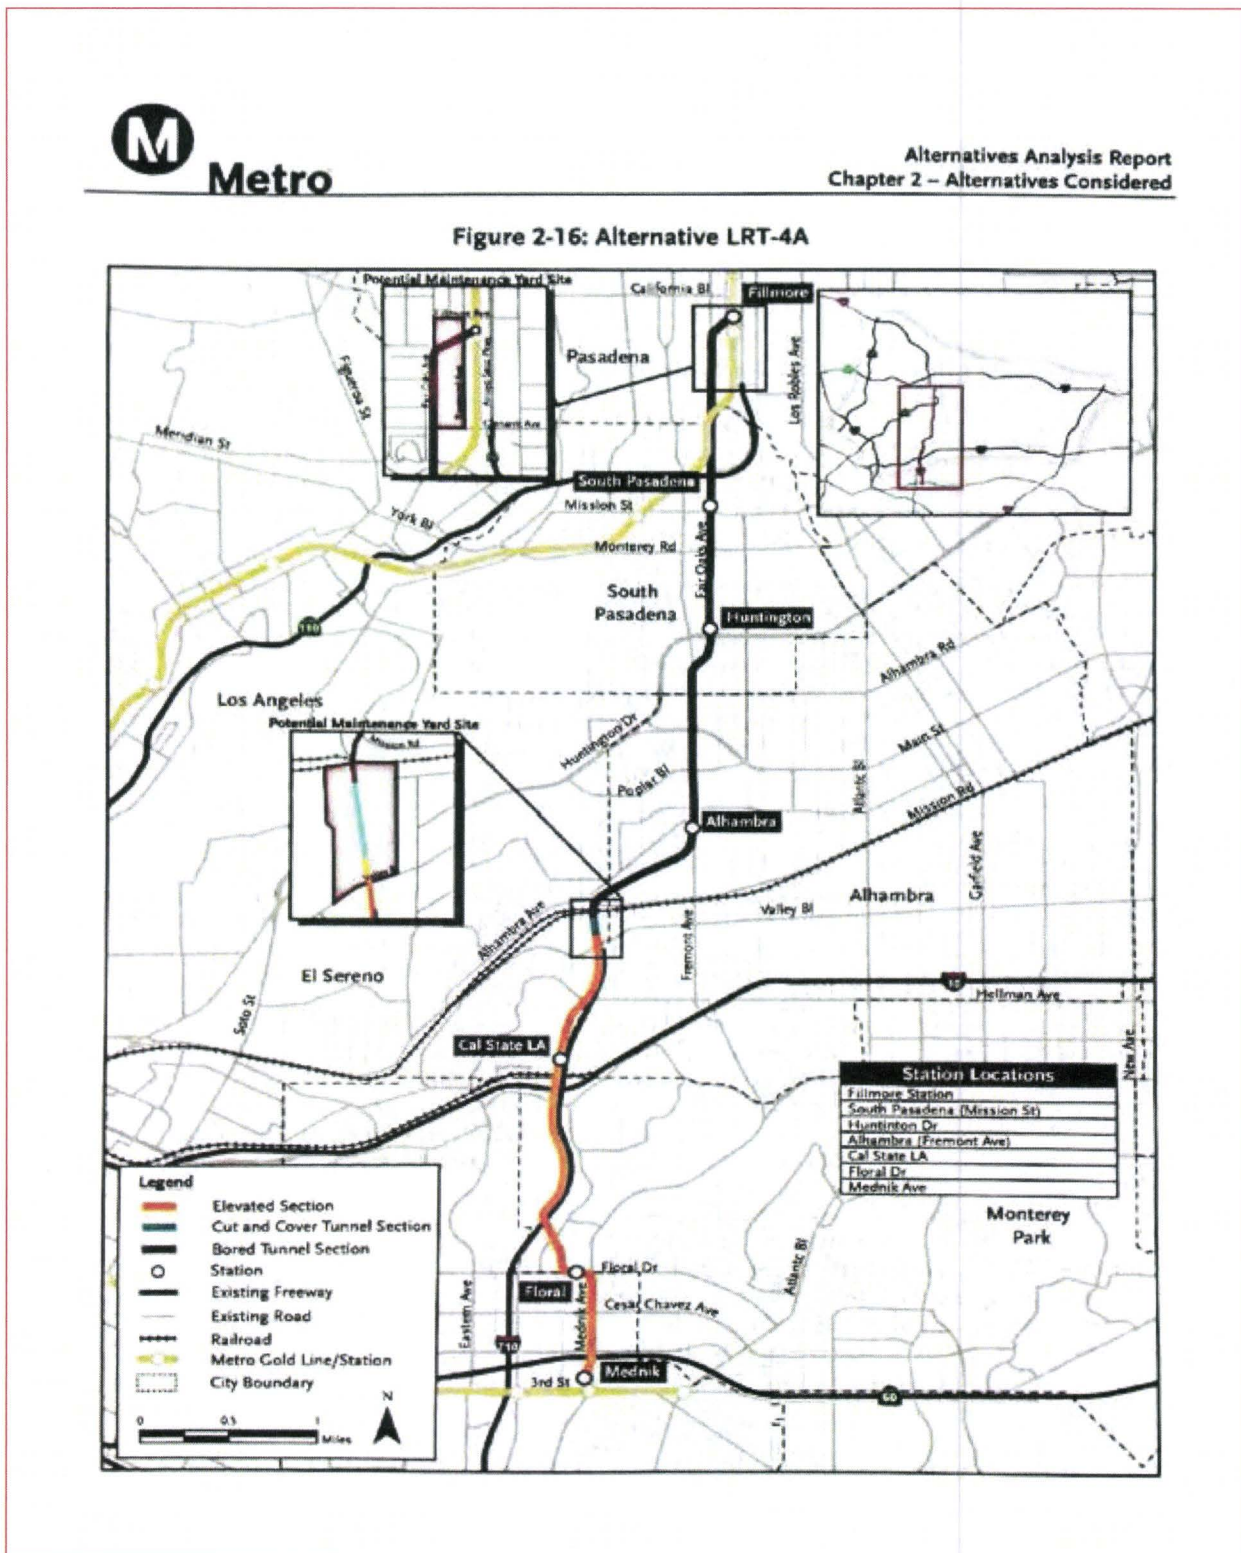 M
Metro
Alternatives Analysis Report
Chapter 2 – Alternatives Considered
Figure 2-16: Alternative LRT-4A
Potential Maintenance Yard Site
California Bl
Fillmore
Pasadena
Figueroa St
Los Robles Ave
Meridian St
South Pasadena
Mission St
York Bl
Monterey Rd
Fair Oaks Ave
South
Pasadena
Huntington
110
Alhambra Rd
Los Angeles
Potential Maintenance Yard Site
Mission Rd
Huntington Dr
Main St
Poplar Bl
Atlantic Bl
Mission Rd
Alhambra
Garfield Ave
Alhambra
Valley Bl
Alhambra Ave
Fremont Ave
El Sereno
10
Hellman Ave
Soto St
Cal State LA
New Ave
Station Locations
Fillmore Station
South Pasadena (Mission St)
Huntinton Dr
Alhambra (Fremont Ave)
Cal State LA
Floral Dr
Mednik Ave
Monterey
Park
Legend
Elevated Section
Cut and Cover Tunnel Section
Bored Tunnel Section
Station
Existing Freeway
Existing Road
Railroad
Metro Gold Line/Station
City Boundary
0 0.5 1
Miles
N
Floral Dr
Floral
Atlantc Bl
Eastern Ave
Mednik Ave
Cesar Chavez Ave
710
Mednik
3rd St
60